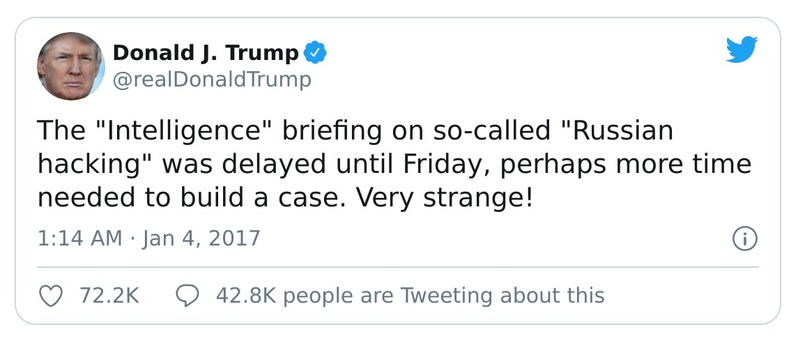 Donald J. Trump
@realDonaldTrump
The "Intelligence" briefing on so-called "Russian
hacking" was delayed until Friday, perhaps more time
needed to build a case. Very strange!
1:14 AM · Jan 4, 2017
72.2K 42.8K people are Tweeting about this